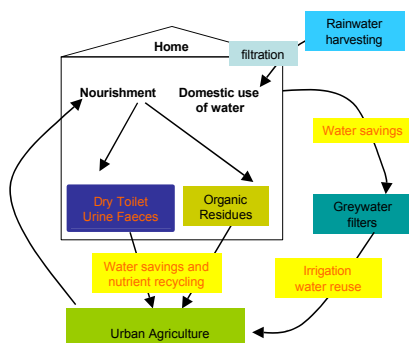 Rainwater
harvesting
Home
filtration
Nourishment
Domestic use
of water
Water savings
Dry Toilet
Urine Faeces
Organic
Residues
Greywater
filters
Water savings and
nutrient recycling
Irrigation
water reuse
Urban Agriculture